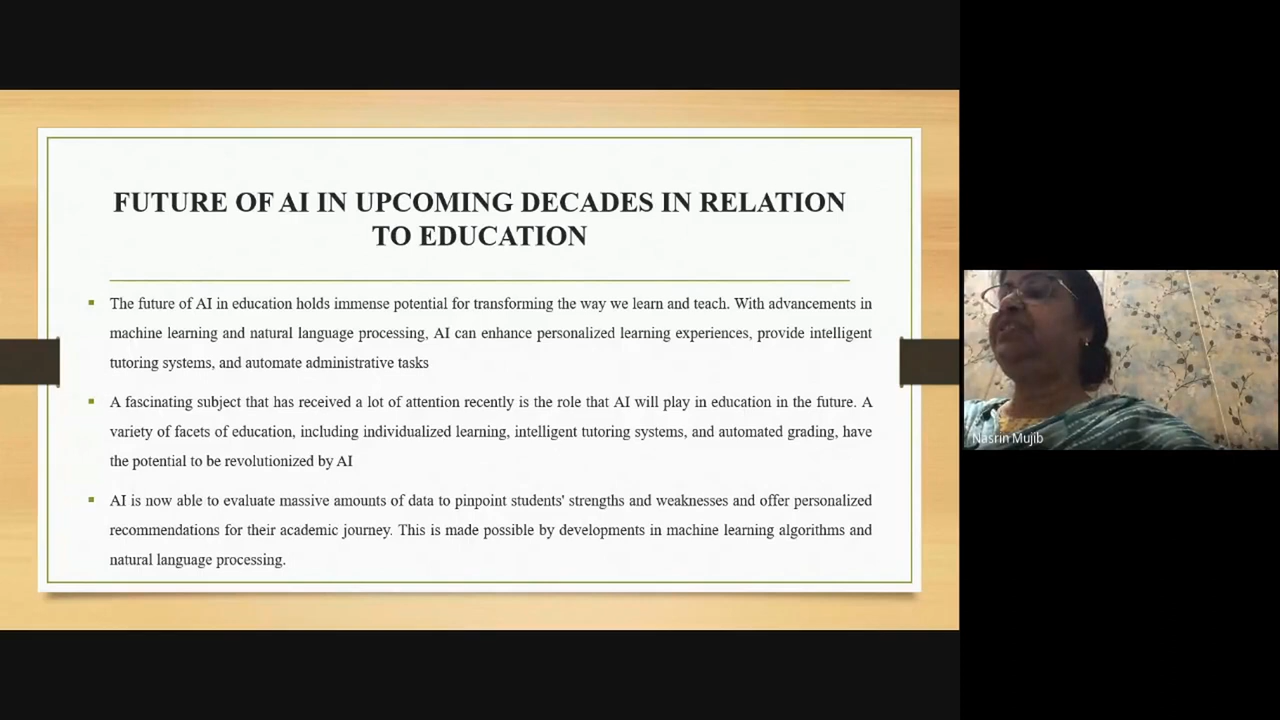 FUTURE OF AI IN UPCOMING DECADES IN RELATION
TO EDUCATION
The future of AI in education holds immense potential for transforming the way we learn and teach. With advancements in
machine learning and natural language processing, AI can enhance personalized learning experiences, provide intelligent
tutoring systems, and automate administrative tasks
A fascinating subject that has received a lot of attention recently is the role that AI will play in education in the future. A
variety of facets of education, including individualized learning, intelligent tutoring systems, and automated grading, have
the potential to be revolutionized by AI
AI is now able to evaluate massive amounts of data to pinpoint students' strengths and weaknesses and offer personalized
recommendations for their academic journey. This is made possible by developments in machine learning algorithms and
natural language processing.
Nasrin Mujib